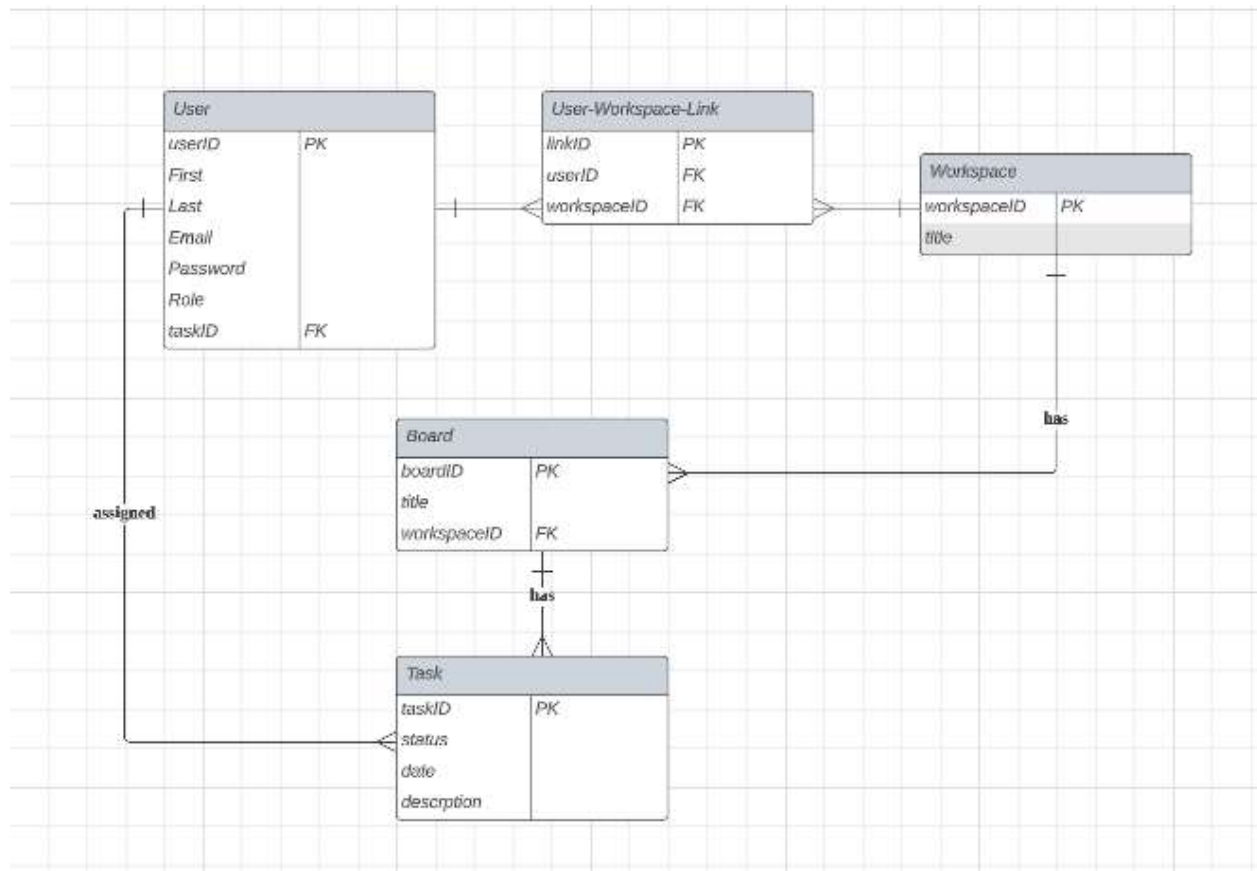 User
userID PK
First
Last
Email
Password
Role
taskID FK
User-Workspace-Link
linkID PK
userID FK
workspaceID FK
Workspace
workspaceID PK
title
has
Board
boardID PK
title
workspaceID FK
assigned
has
Task
taskID PK
status
date
descrption